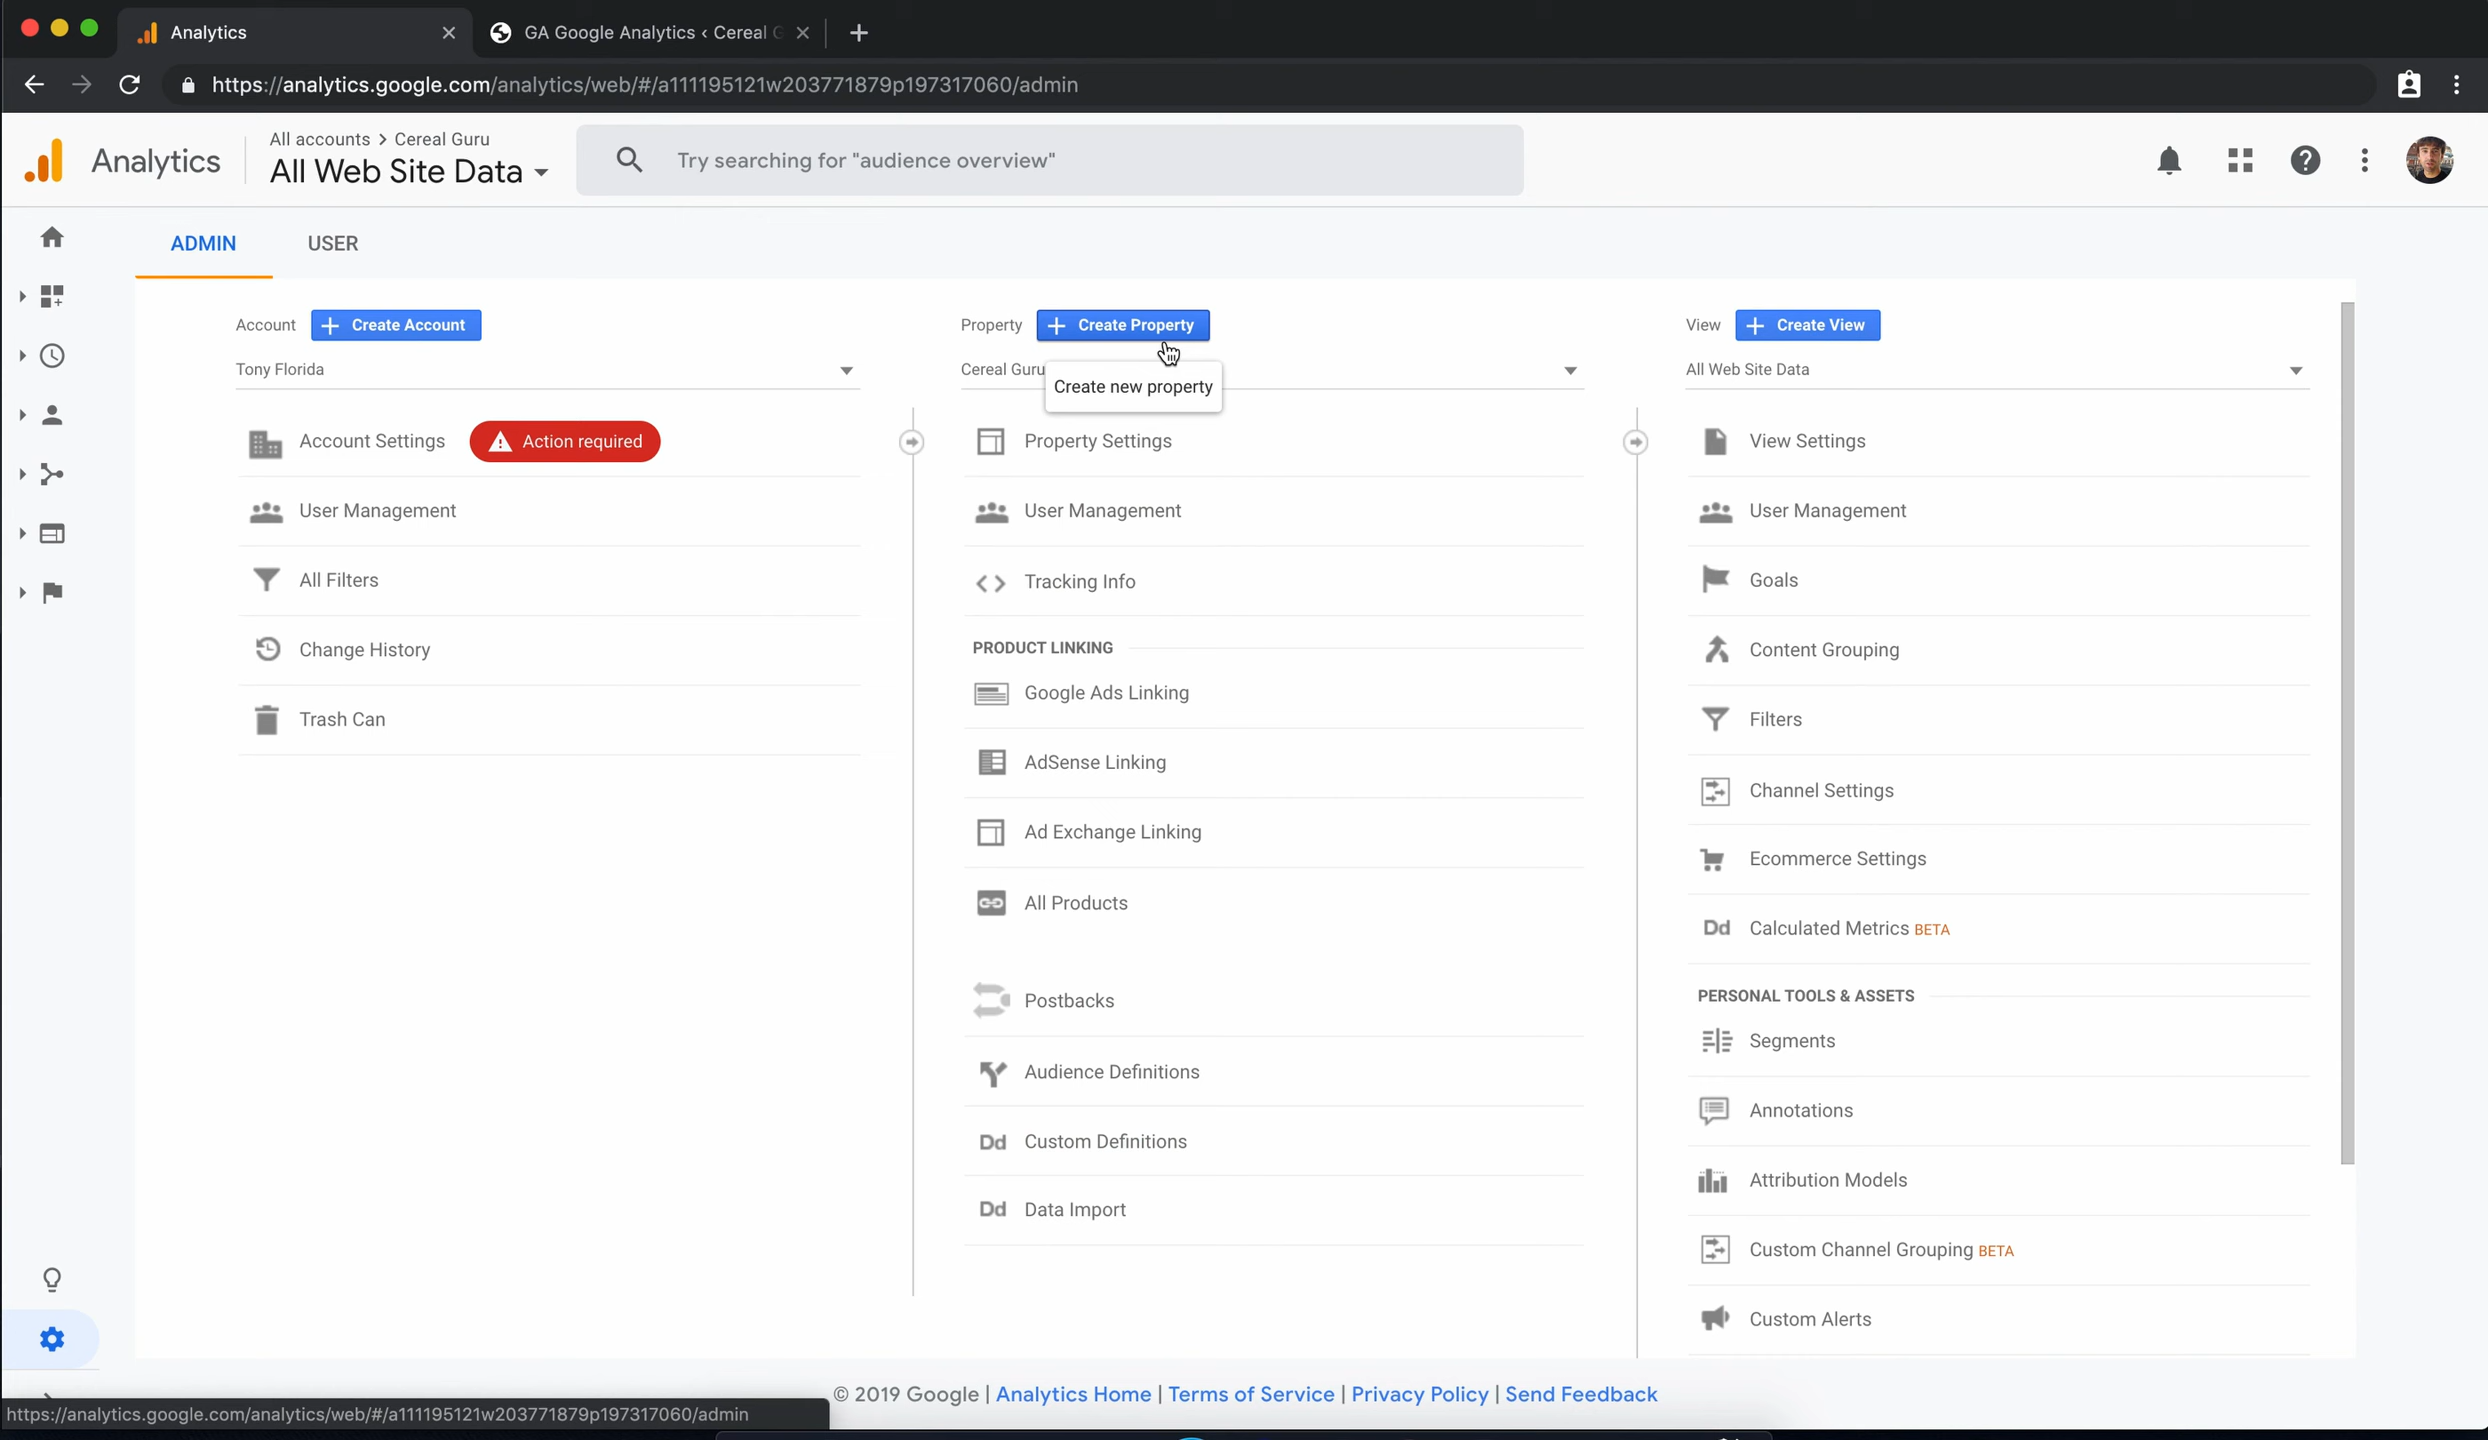 Analytics
GA Google Analytics ‹ Cereal G
https://analytics.google.com/analytics/web/#/a111195121w203771879p197317060/admin
Analytics
All accounts > Cereal Guru
All Web Site Data
Try searching for "audience overview"
ADMIN
USER
Account
Create Account
Tony Florida
Account Settings
Action required
User Management
All Filters
Change History
Trash Can
Property
Create Property
Cereal Guru
Create new property
Property Settings
User Management
Tracking Info
PRODUCT LINKING
Google Ads Linking
AdSense Linking
Ad Exchange Linking
All Products
Postbacks
Audience Definitions
Dd Custom Definitions
Dd Data Import
View
Create View
All Web Site Data
View Settings
User Management
Goals
Content Grouping
Filters
Channel Settings
Ecommerce Settings
Dd Calculated Metrics BETA
PERSONAL TOOLS & ASSETS
Segments
Annotations
Attribution Models
Custom Channel Grouping BETA
Custom Alerts
© 2019 Google | Analytics Home | Terms of Service | Privacy Policy | Send Feedback
https://analytics.google.com/analytics/web/#/a111195121w203771879p197317060/admin